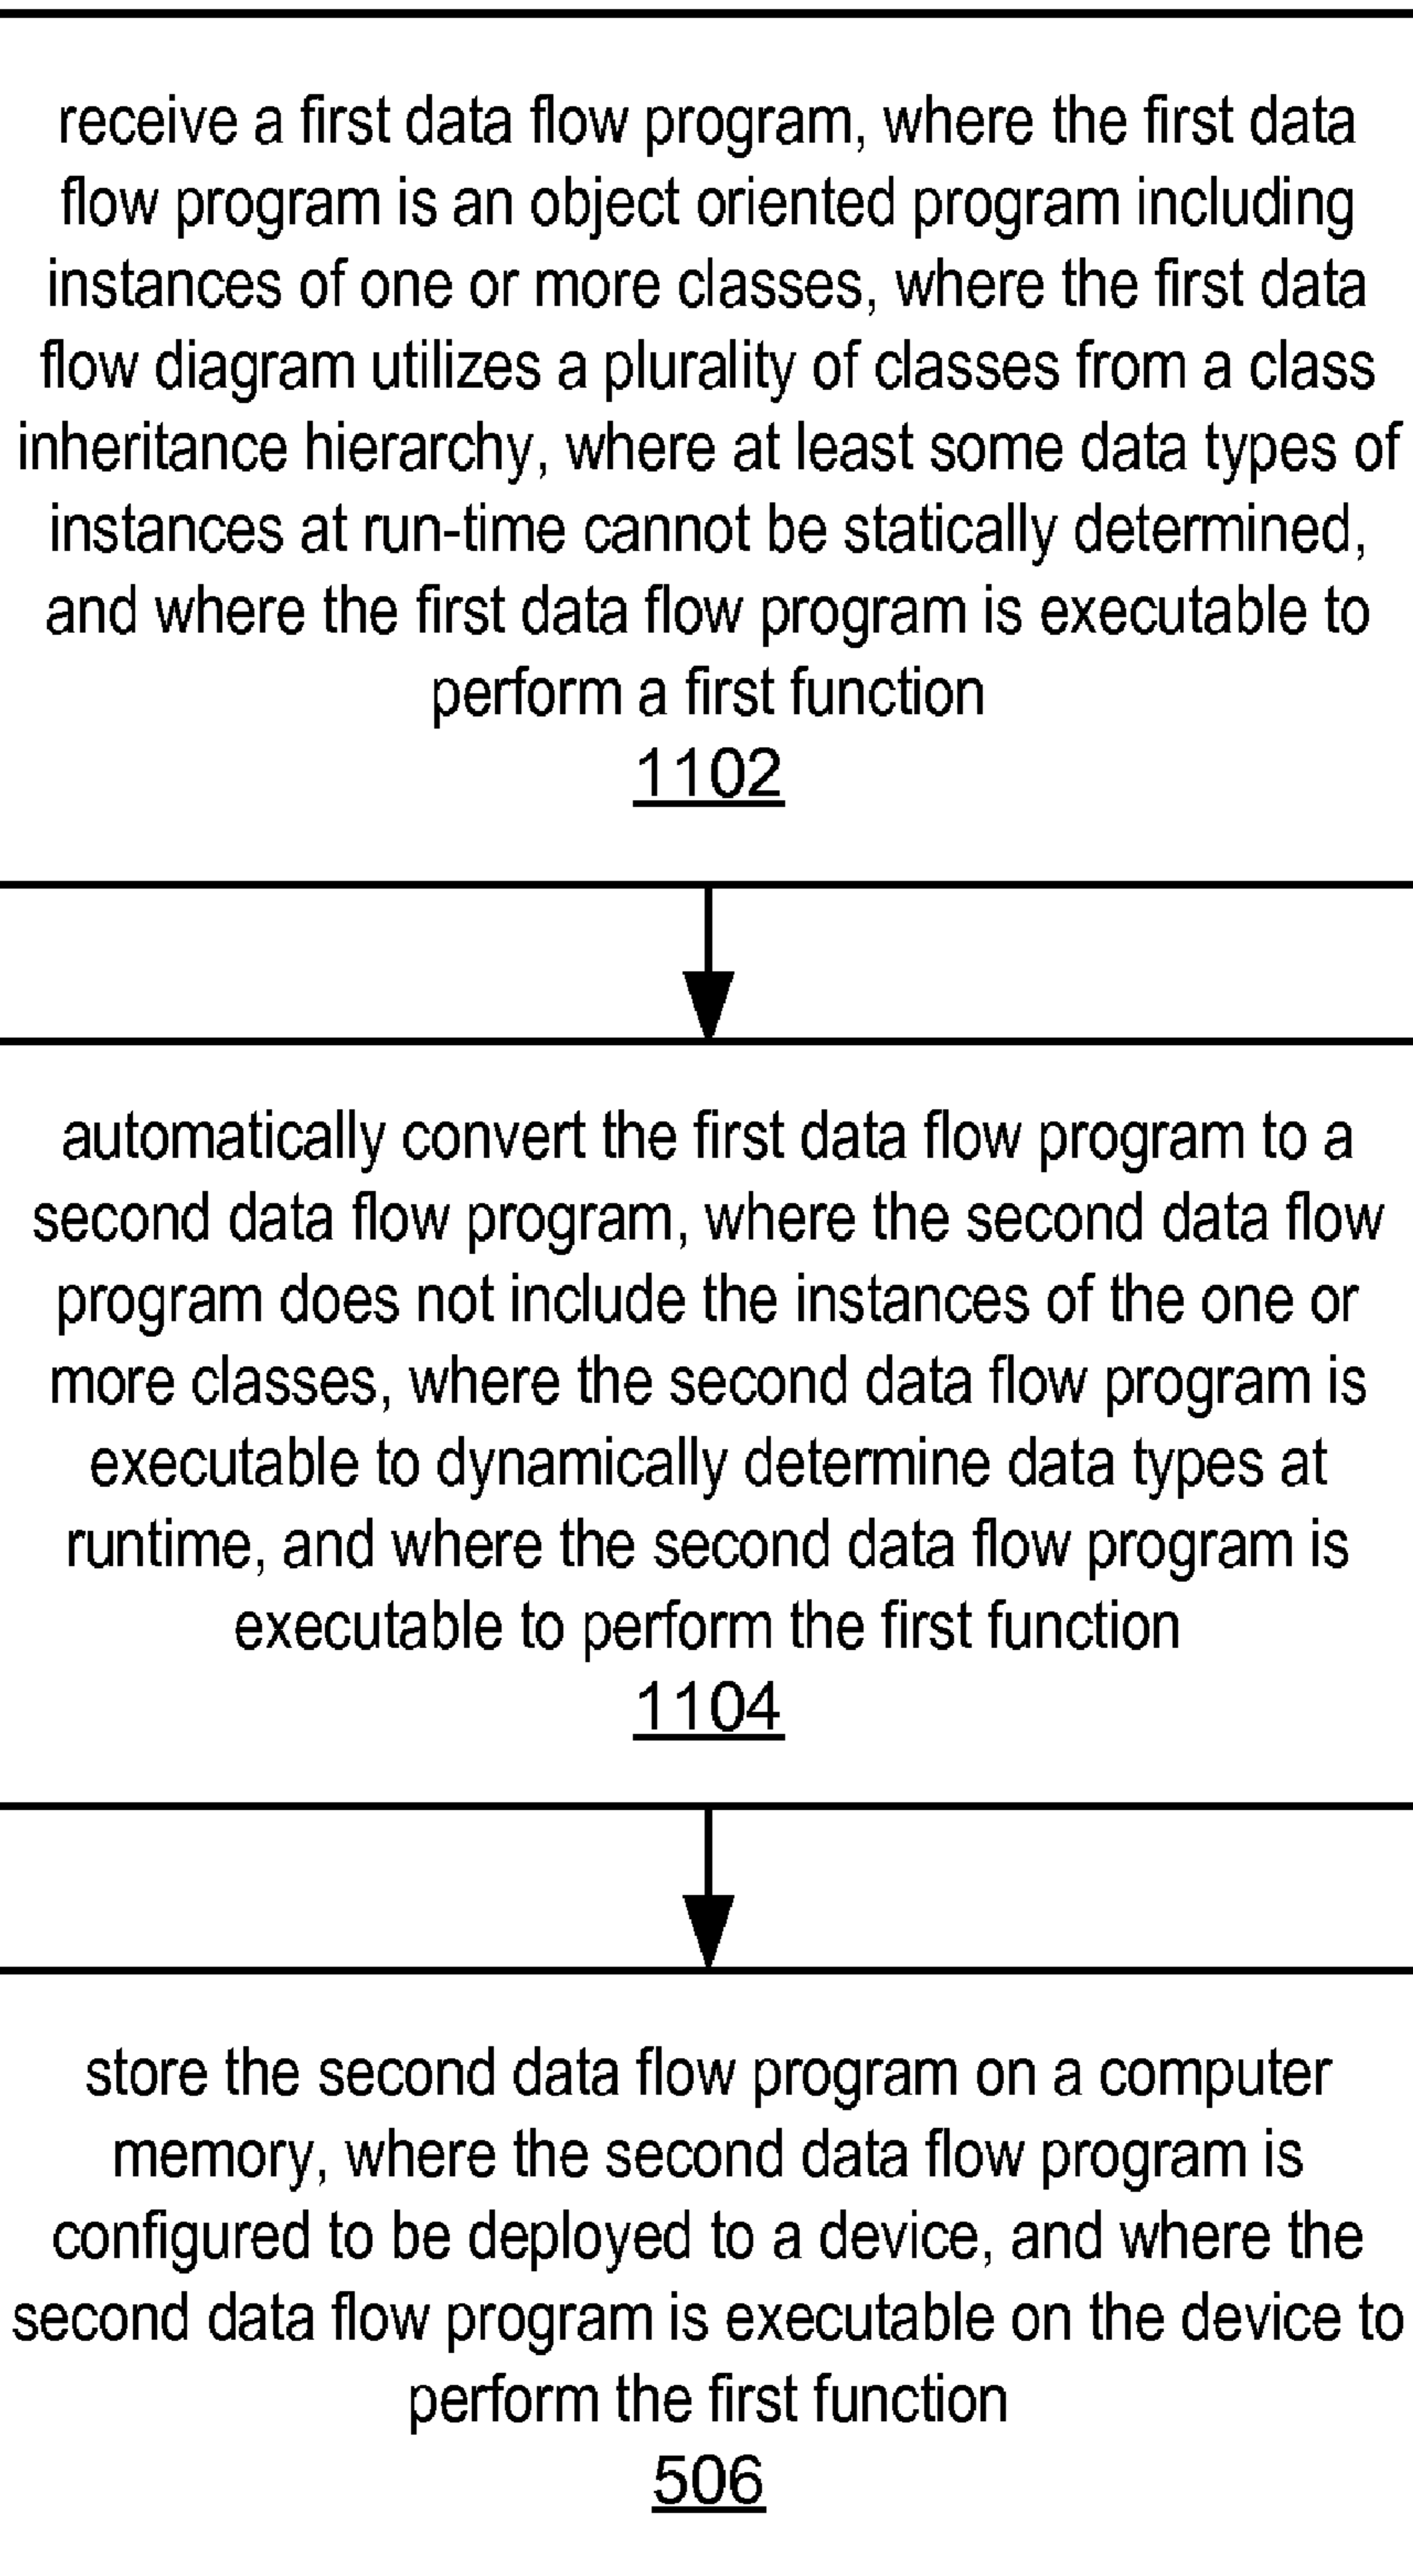 receive a first data flow program, where the first data
flow program is an object oriented program including
instances of one or more classes, where the first data
flow diagram utilizes a plurality of classes from a class
inheritance hierarchy, where at least some data types of
instances at run-time cannot be statically determined,
and where the first data flow program is executable to
perform a first function
1102
automatically convert the first data flow program to a
second data flow program, where the second data flow
program does not include the instances of the one or
more classes, where the second data flow program is
executable to dynamically determine data types at
runtime, and where the second data flow program is
executable to perform the first function
1104
store the second data flow program on a computer
memory, where the second data flow program is
configured to be deployed to a device, and where the
second data flow program is executable on the device to
perform the first function
506